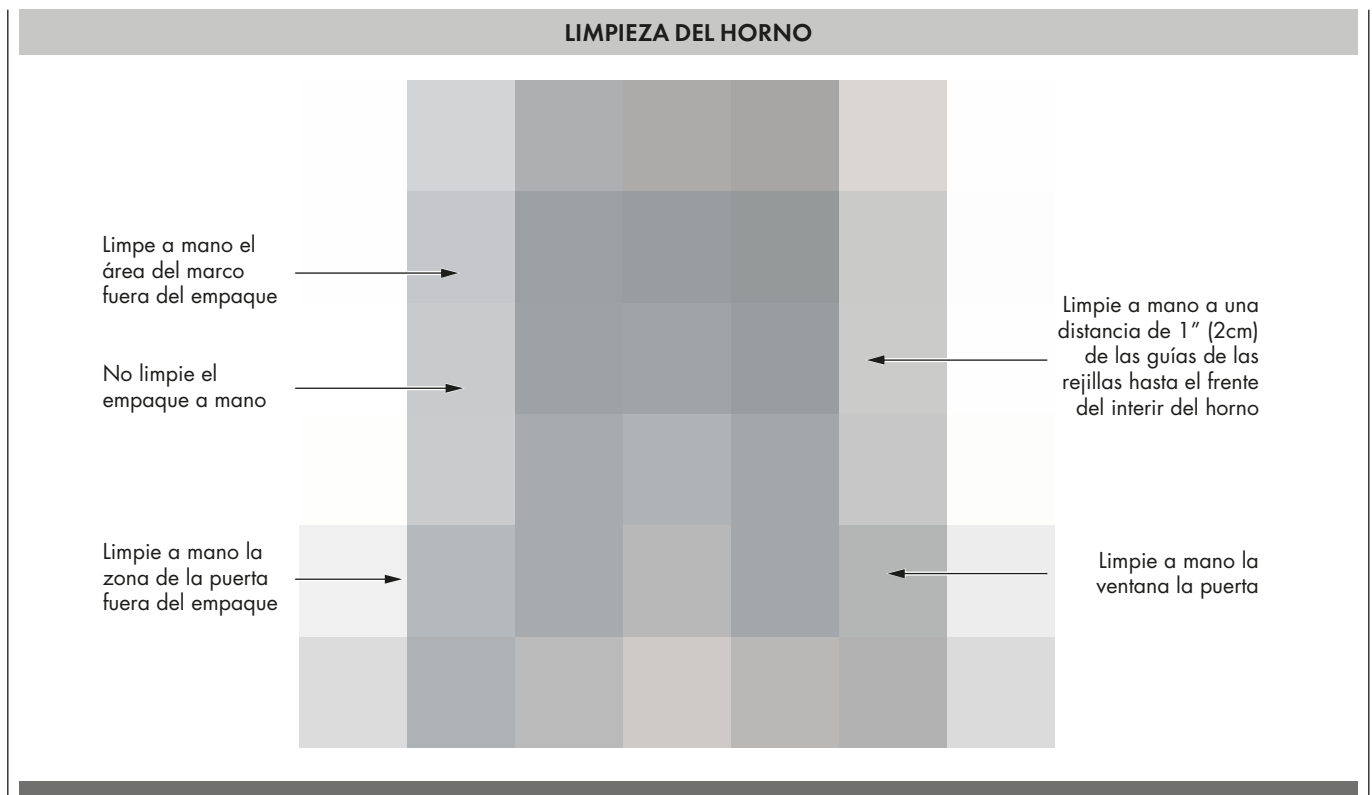 LIMPIEZA DEL HORNO
Limpe a mano el
área del marco
fuera del empaque
No limpie el
empaque a mano
Limpie a mano la
zona de la puerta
fuera del empaque
Limpie a mano a una
distancia de 1” (2cm)
de las guías de las
rejillas hasta el frente
del interir del horno
Limpie a mano la
ventana la puerta